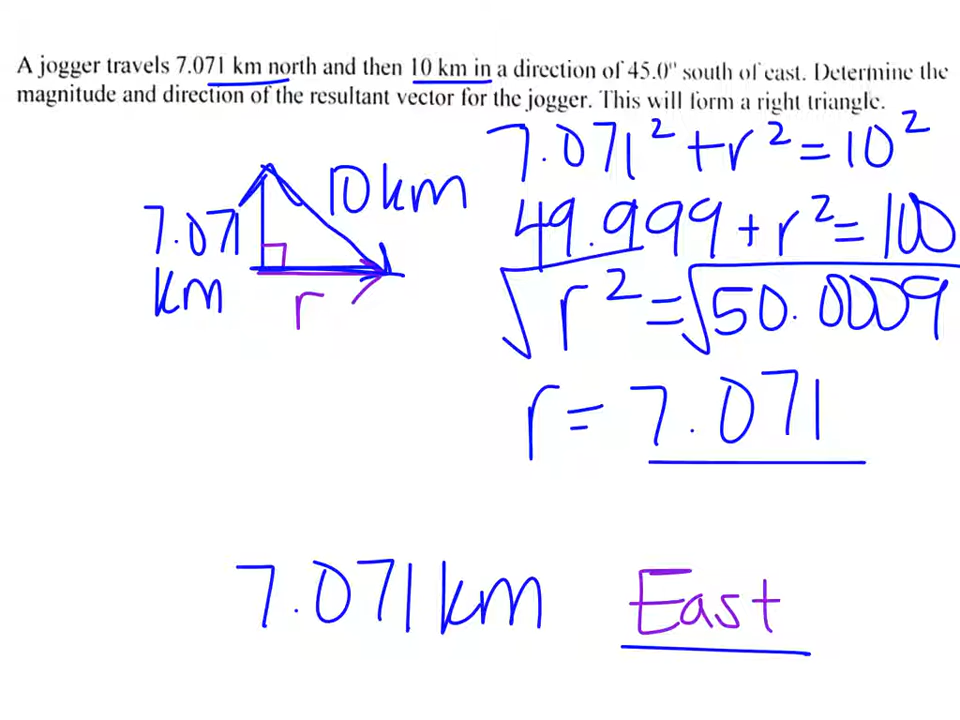 A jogger travels 7.071 km north and then 10 km in a direction of 45.0° south of east. Determine the
magnitude and direction of the resultant vector for the jogger. This will form a right triangle.
7.071² + r² = 10²
10 km
7.071
km
49.999 + r² = 100
√r² = √50.0009
r
r = 7.071
7.071 km East